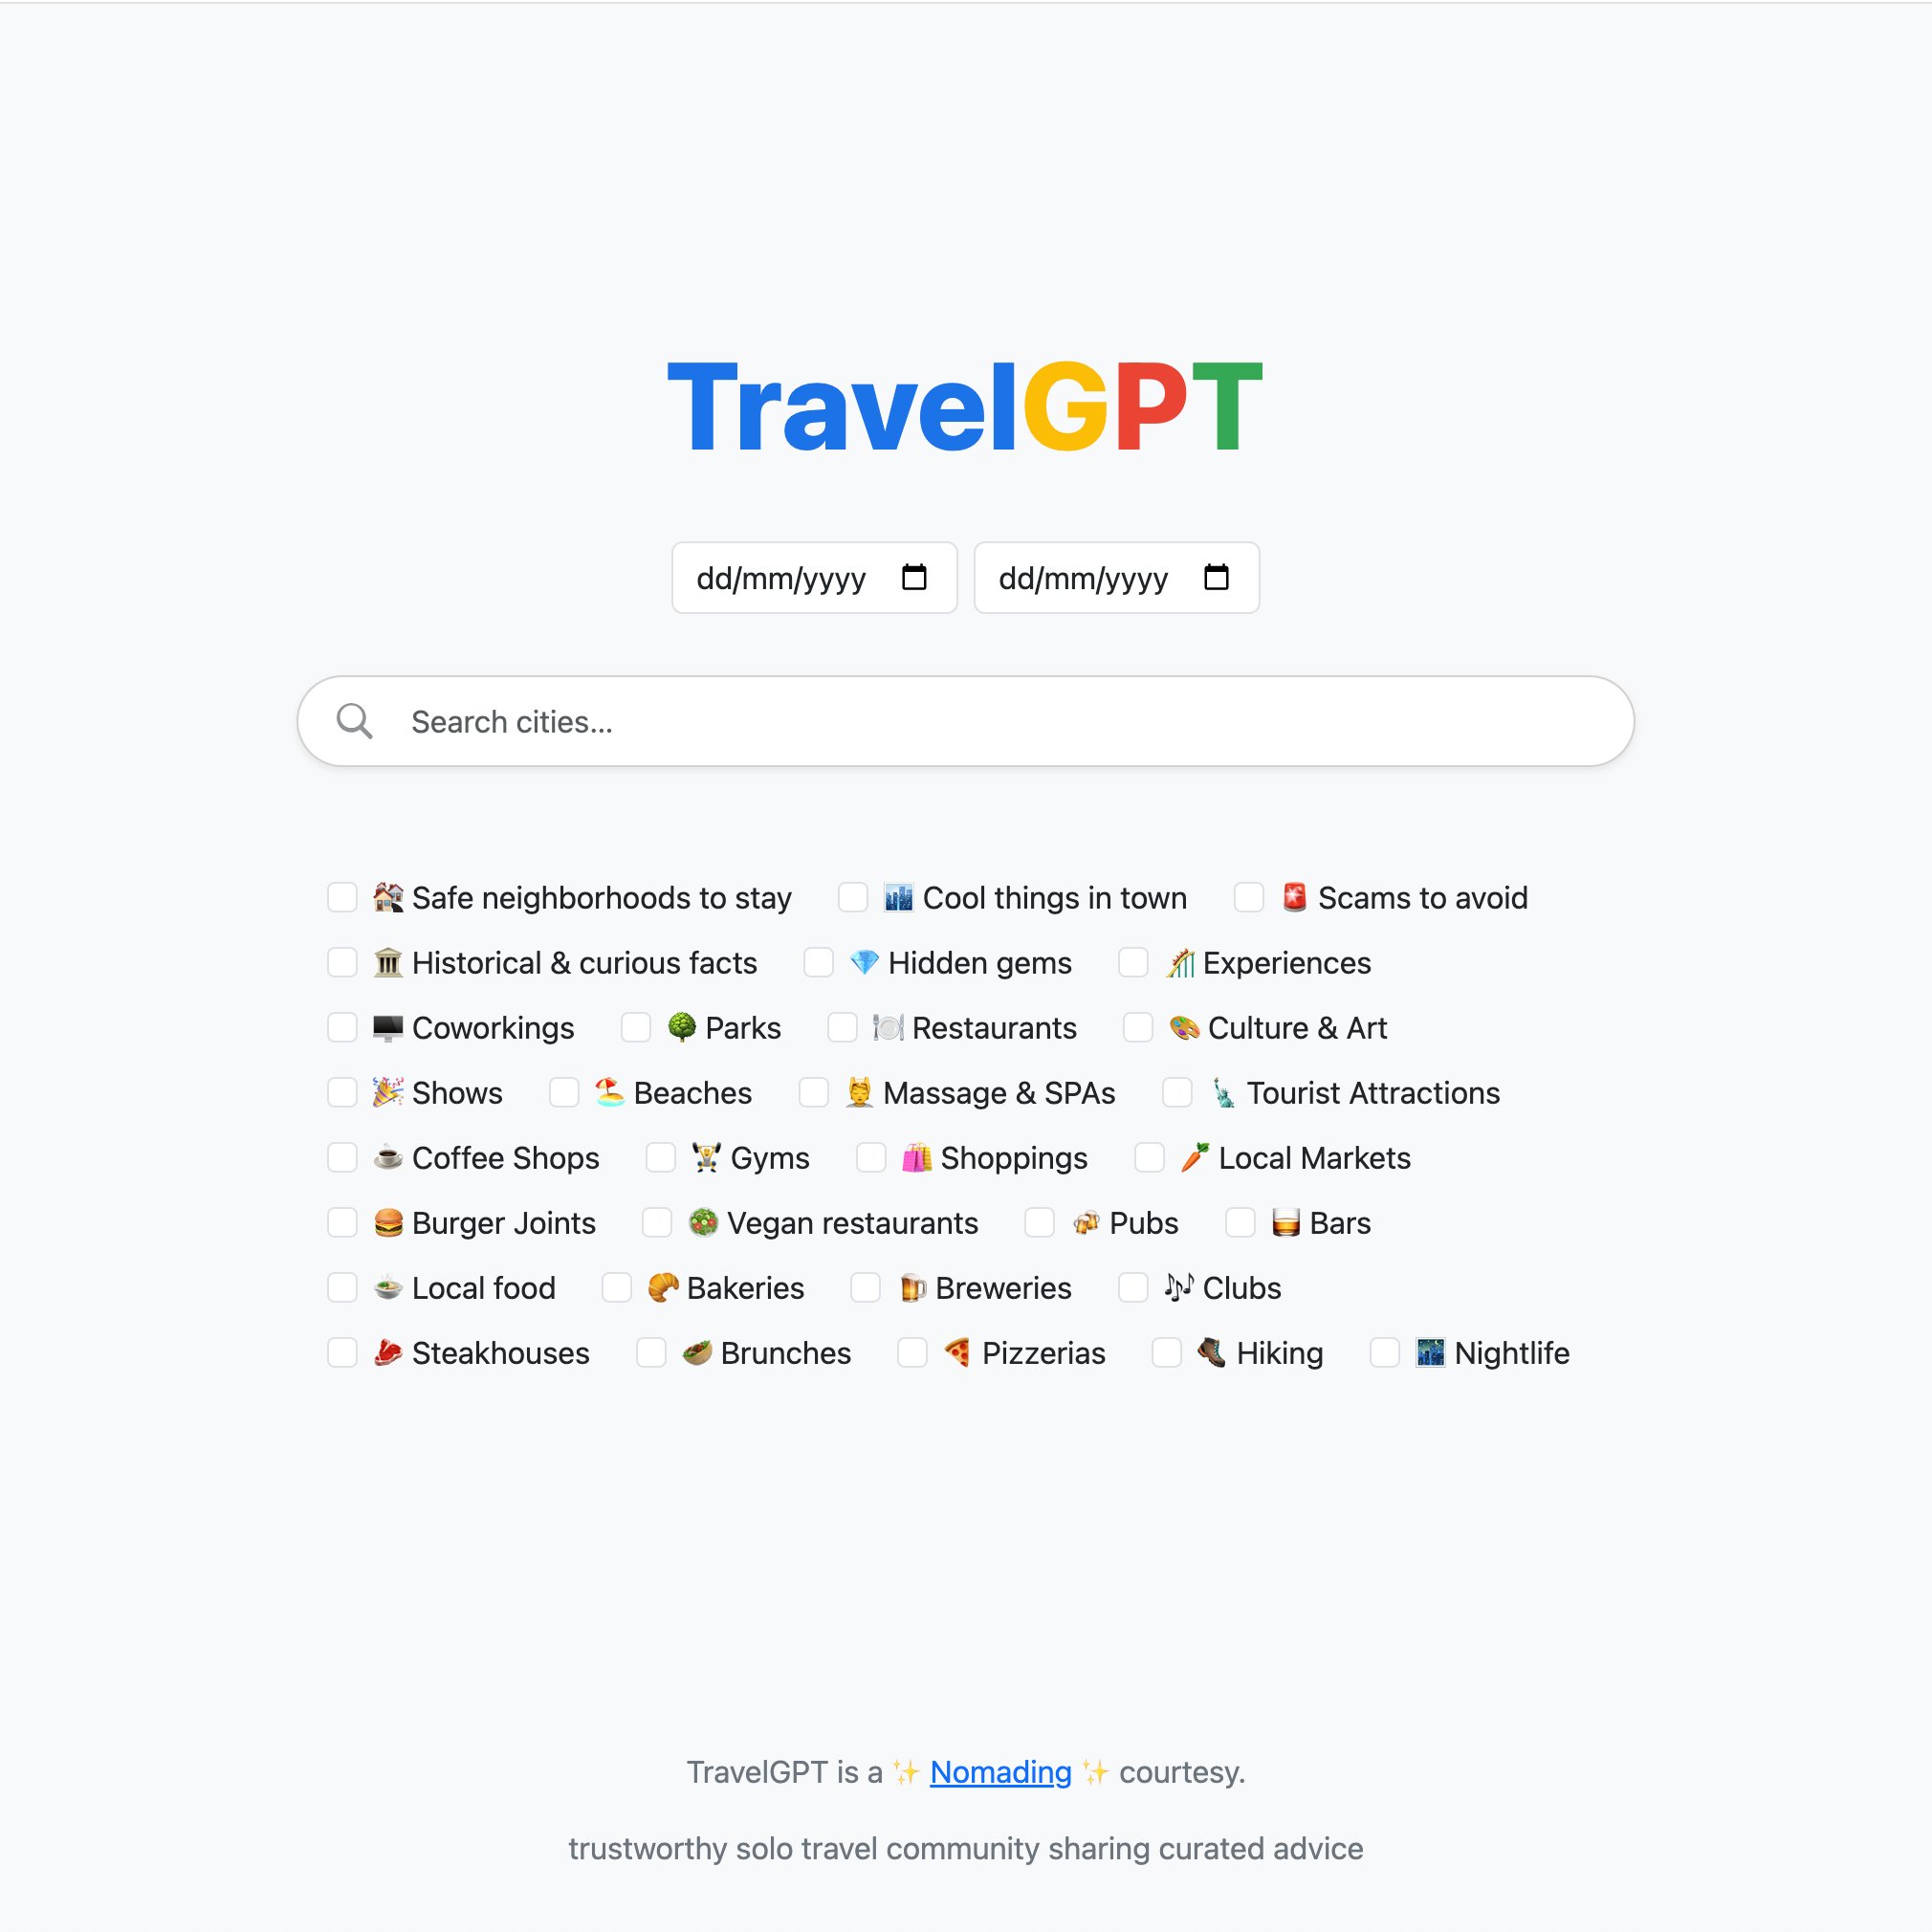 TravelGPT
dd/mm/yyyy dd/mm/yyyy
Search cities...
Safe neighborhoods to stay Cool things in town Scams to avoid
Historical & curious facts Hidden gems Experiences
Coworkings Parks Restaurants Culture & Art
Shows Beaches Massage & SPAs Tourist Attractions
Coffee Shops Gyms Shoppings Local Markets
Burger Joints Vegan restaurants Pubs Bars
Local food Bakeries Breweries Clubs
Steakhouses Brunches Pizzerias Hiking Nightlife
TravelGPT is a ✨ Nomading ✨ courtesy.
trustworthy solo travel community sharing curated advice